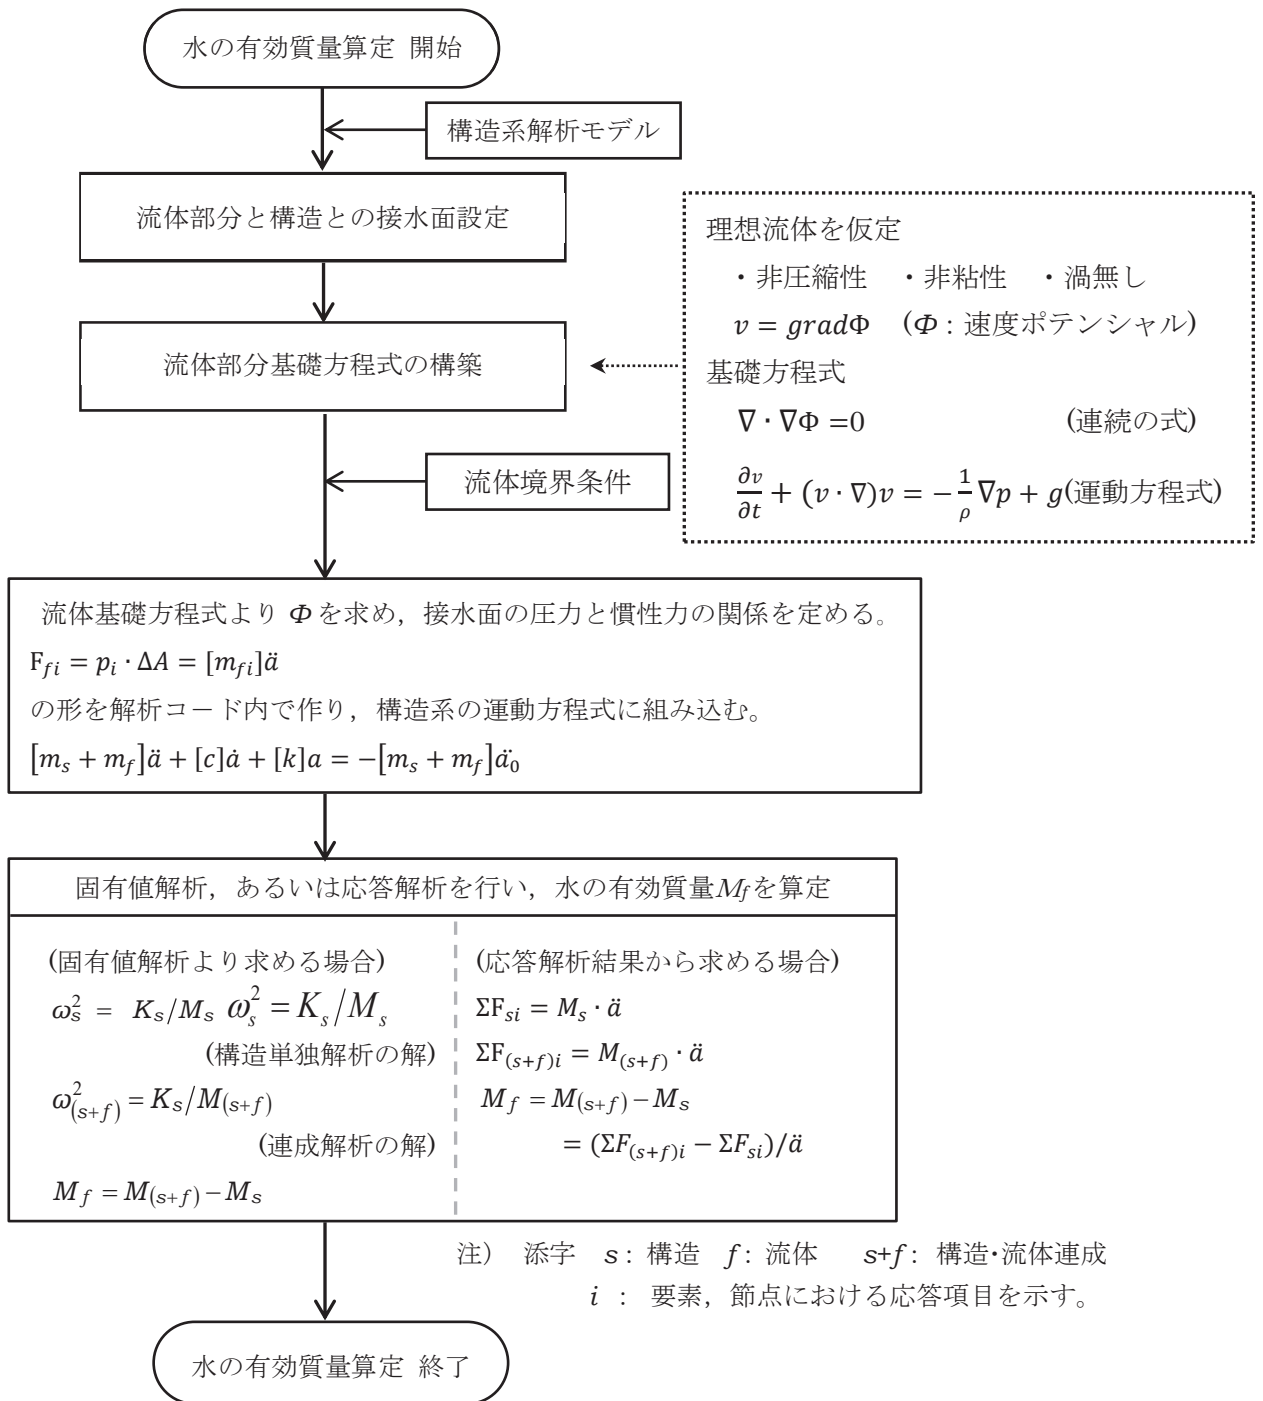 水の有効質量算定 開始
構造系解析モデル
流体部分と構造との接水面設定
理想流体を仮定
・非圧縮性 ・非粘性 ・渦無し
v = gradΦ (Φ：速度ポテンシャル)
流体部分基礎方程式の構築
基礎方程式
∇・∇Φ =0 (連続の式)
∂v/∂t + (v・∇)v = −1/ρ ∇p + g(運動方程式)
流体境界条件
流体基礎方程式より Φ を求め，接水面の圧力と慣性力の関係を定める。
F_{fi} = p_i・ΔA = [m_{fi}]ä
の形を解析コード内で作り，構造系の運動方程式に組み込む。
[m_s + m_f]ä + [c]ȧ + [k]a = −[m_s + m_f]ä_0
固有値解析，あるいは応答解析を行い，水の有効質量M_fを算定
(固有値解析より求める場合)
ω_s^2 = K_s/M_s ω_s^2 = K_s/M_s
(構造単独解析の解)
ω_{(s+f)}^2 = K_s/M_{(s+f)}
(連成解析の解)
M_f = M_{(s+f)} − M_s
(応答解析結果から求める場合)
ΣF_{si} = M_s・ä
ΣF_{(s+f)i} = M_{(s+f)}・ä
M_f = M_{(s+f)} − M_s
= (ΣF_{(s+f)i} − ΣF_{si})/ä
注） 添字 s：構造 f：流体 s+f：構造・流体連成
i ： 要素，節点における応答項目を示す。
水の有効質量算定 終了